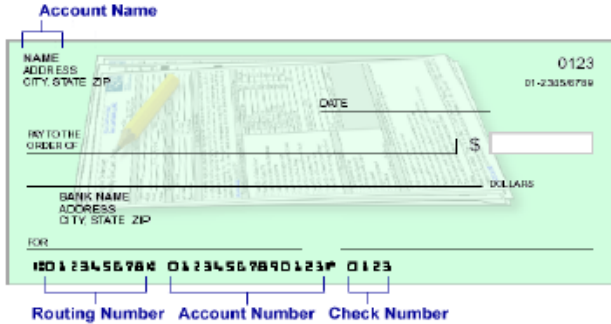 Account Name
NAME
ADDRESS
CITY, STATE ZIP
0123
01-2345/6789
DATE
PAY TO THE
ORDER OF
$
DOLLARS
BANK NAME
ADDRESS
CITY, STATE ZIP
FOR
⑆012345678⑆ 01234567890123⑈ 0123
Routing Number Account Number Check Number